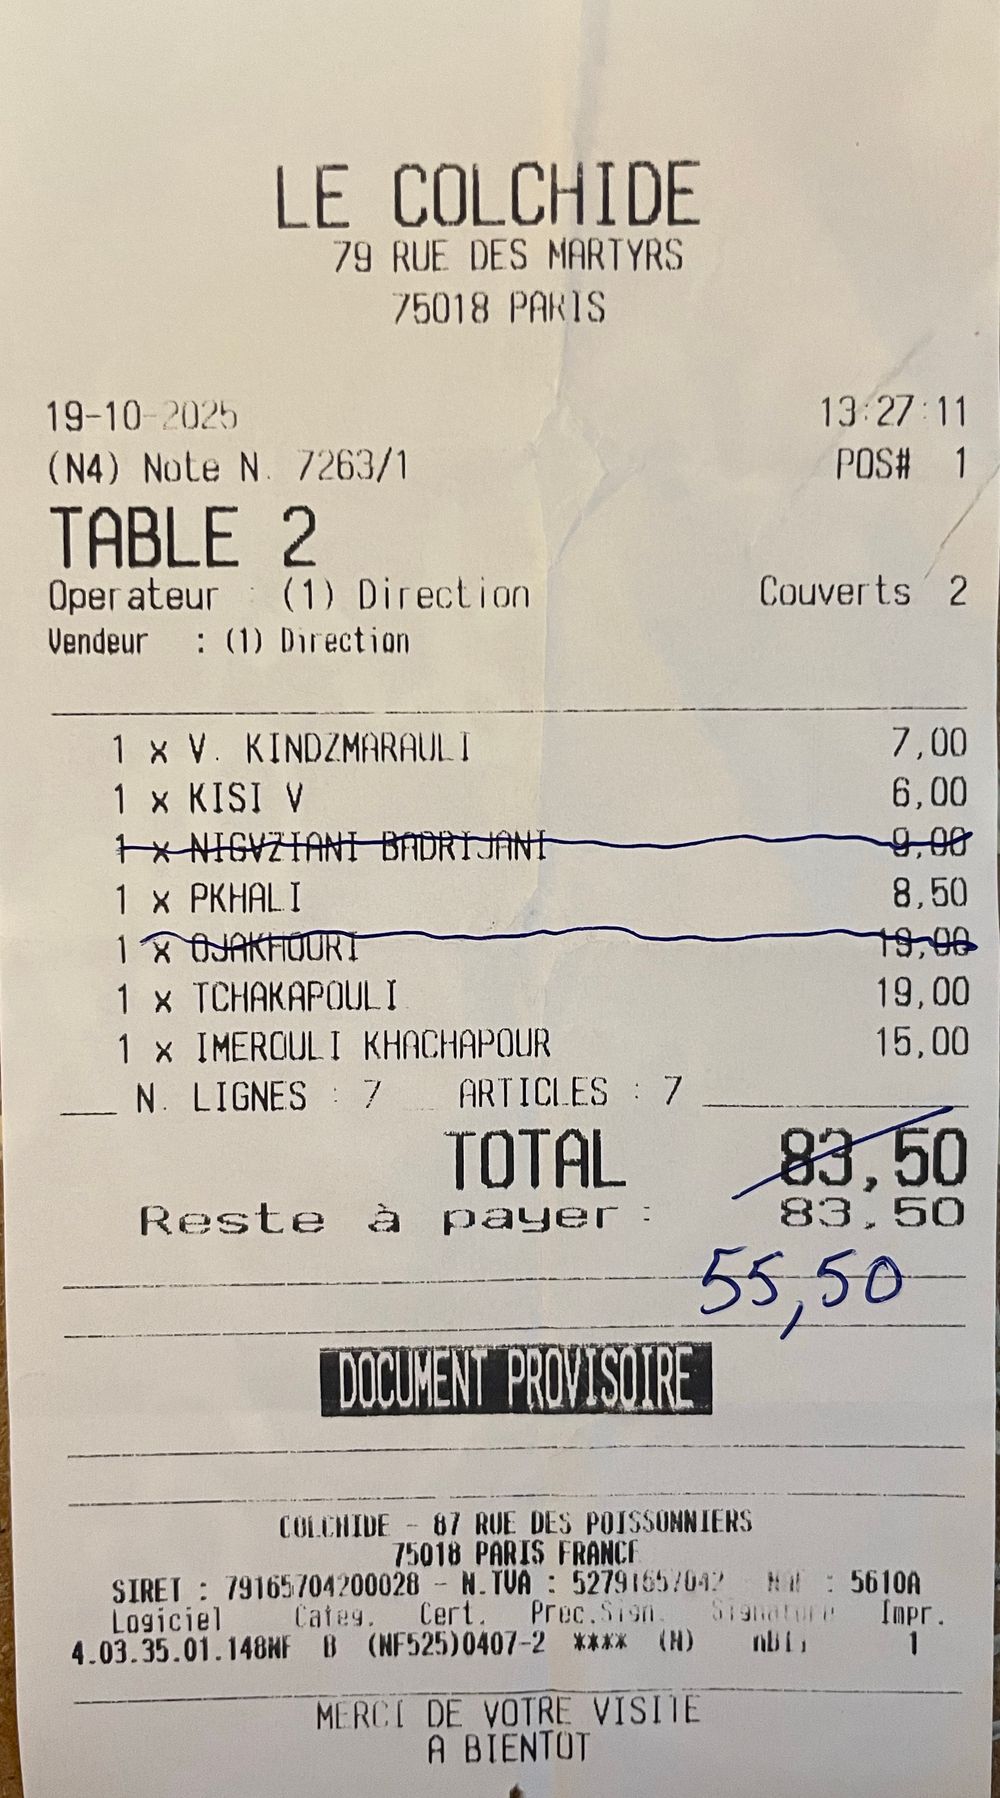 LE COLCHIDE
79 RUE DES MARTYRS
75018 PARIS
19-10-2025 13:27:11
(N4) Note N. 7263/1 POS# 1
TABLE 2
Operateur : (1) Direction Couverts 2
Vendeur : (1) Direction
1 x V. KINDZMARAULI 7,00
1 x KISI V 6,00
1 x NIGVZIANI BADRIJANI 9,00
1 x PKHALI 8,50
1 x OJAKHOURI 19,00
1 x TCHAKAPOULI 19,00
1 x IMEROULI KHACHAPOUR 15,00
N. LIGNES : 7 ARTICLES : 7
TOTAL 83,50
Reste à payer: 83,50
55,50
DOCUMENT PROVISOIRE
COLCHIDE - 87 RUE DES POISSONNIERS
75018 PARIS FRANCE
SIRET : 79165704200028 - N.TVA : 52791657042 : 5610A
Logiciel Categ. Cert. Prec.Sign. Signature Impr.
4.03.35.01.148NF B (NF525)0407-2 **** (N) 1
MERCI DE VOTRE VISITE
A BIENTOT